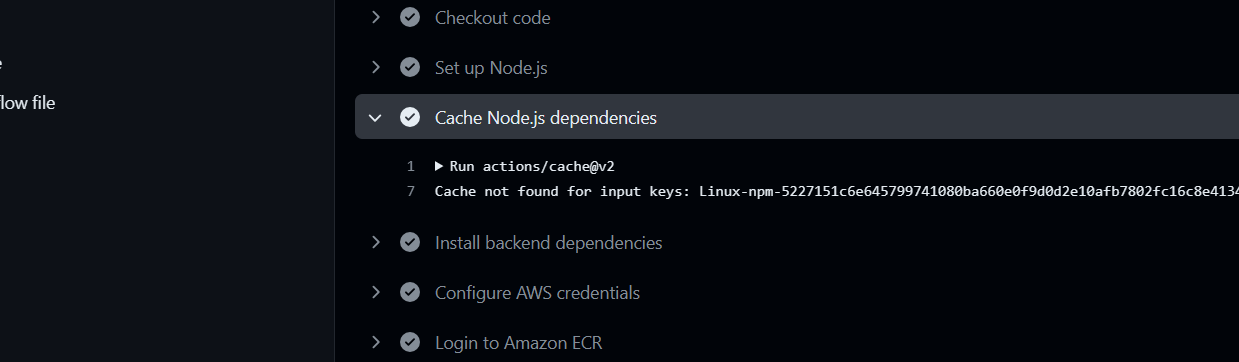 Checkout code
Set up Node.js
low file
Cache Node.js dependencies
1 Run actions/cache@v2
7 Cache not found for input keys: Linux-npm-5227151c6e645799741080ba660e0f9d0d2e10afb7802fc16c8e4134
Install backend dependencies
Configure AWS credentials
Login to Amazon ECR